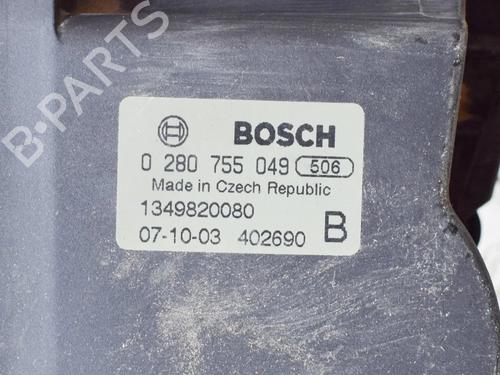 B-PARTS
BOSCH
0 280 755 049 506
Made in Czech Republic
1349820080
07-10-03 402690 B